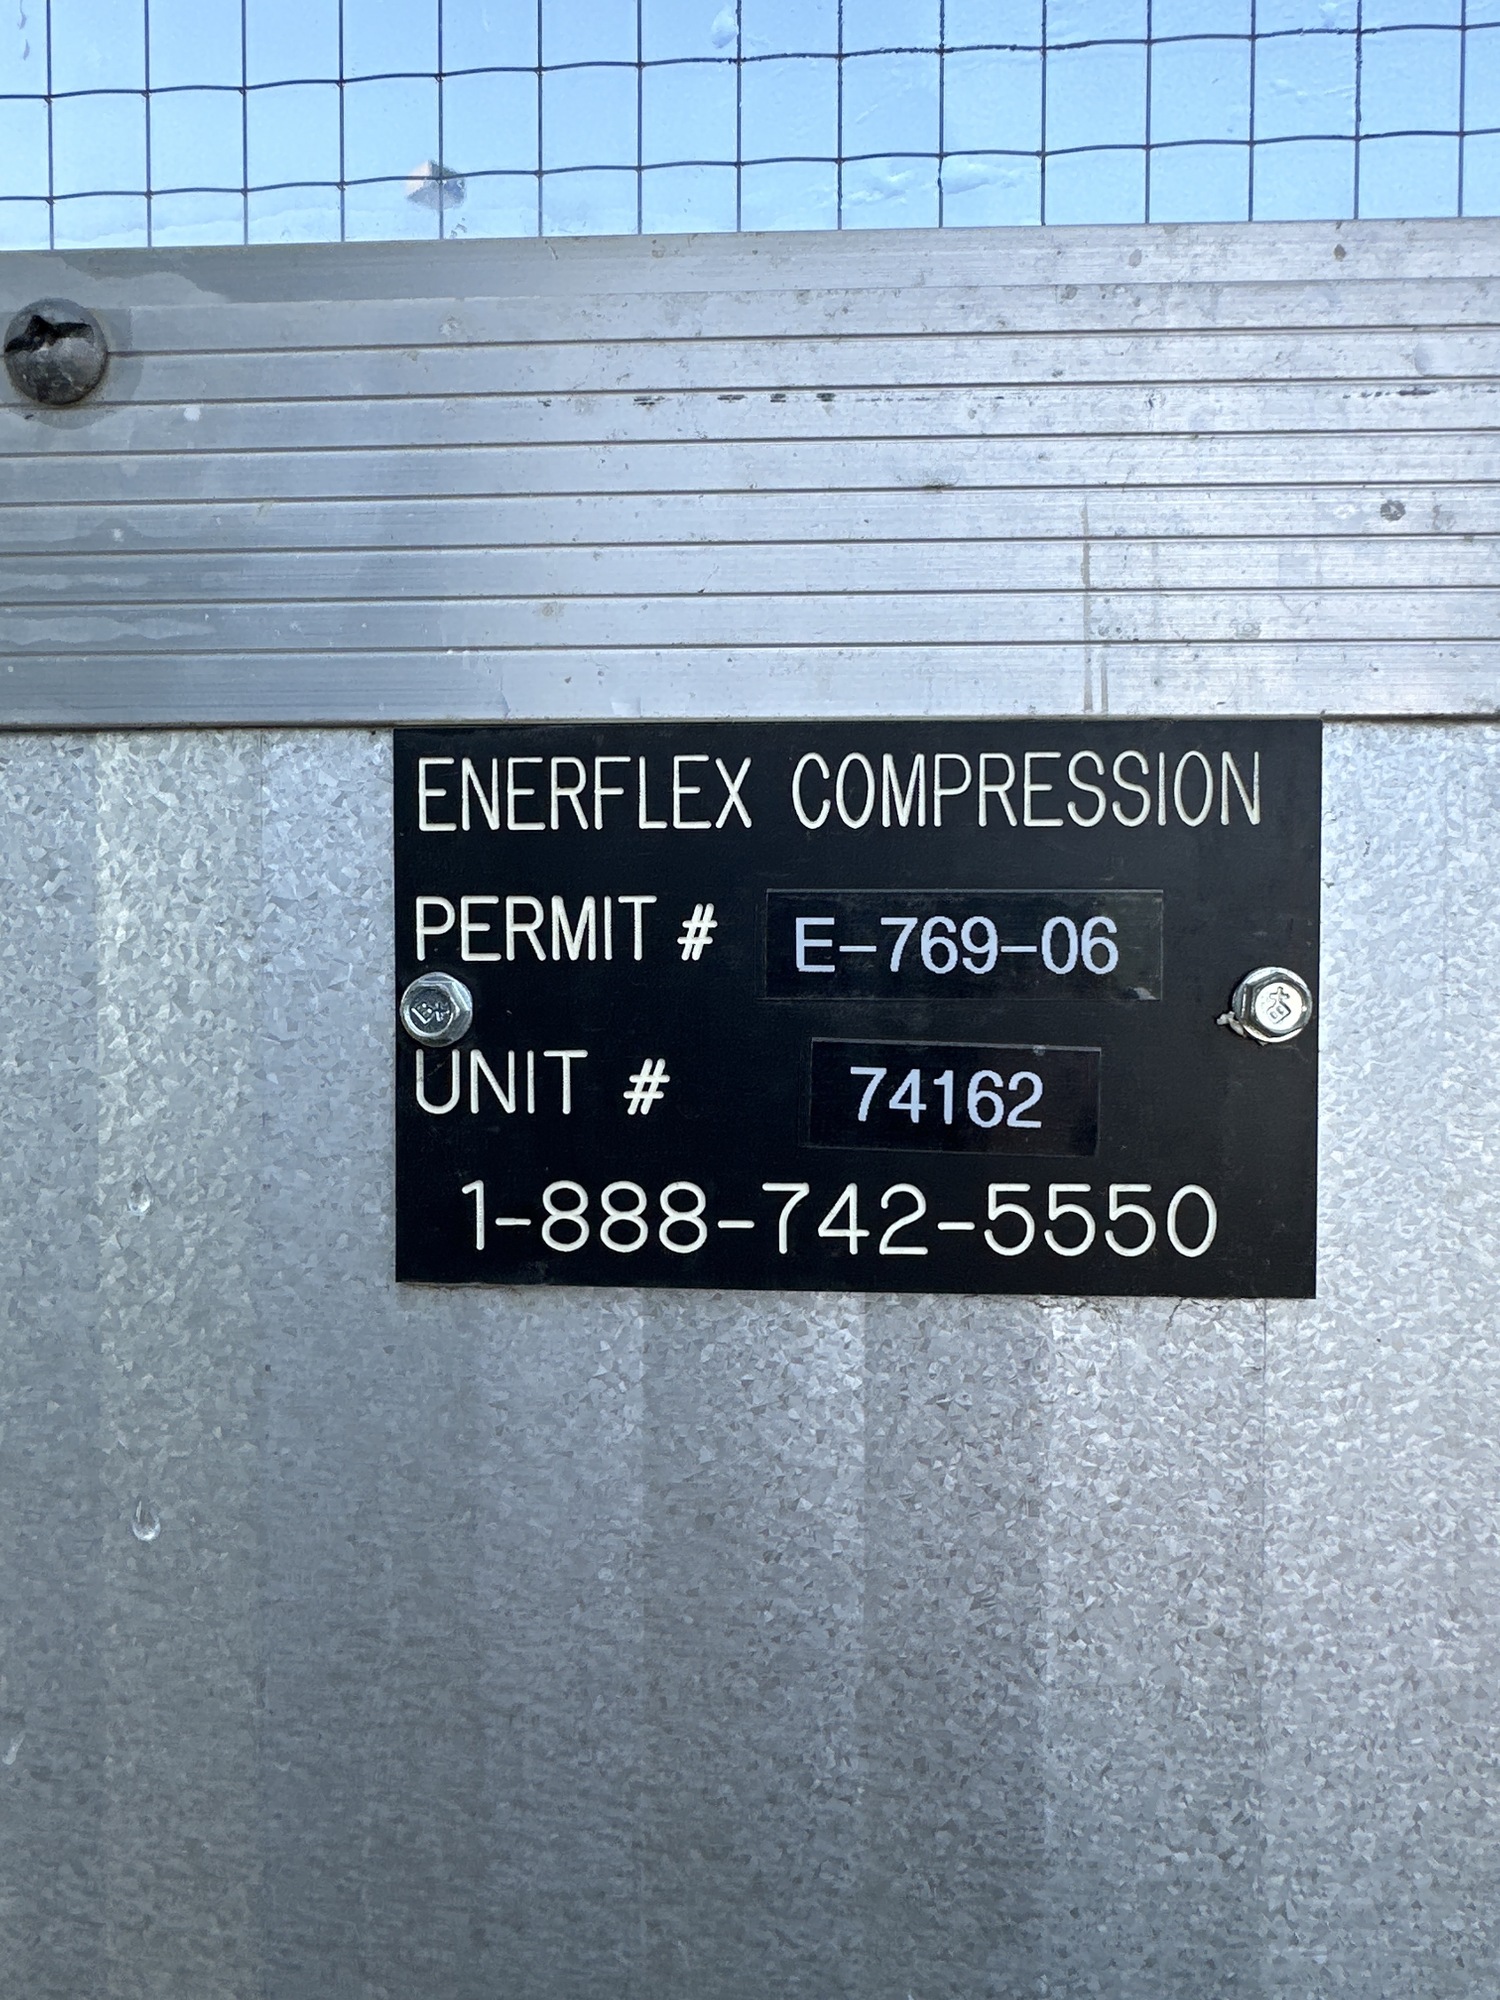 ENERFLEX COMPRESSION
PERMIT # E-769-06
UNIT # 74162
1-888-742-5550